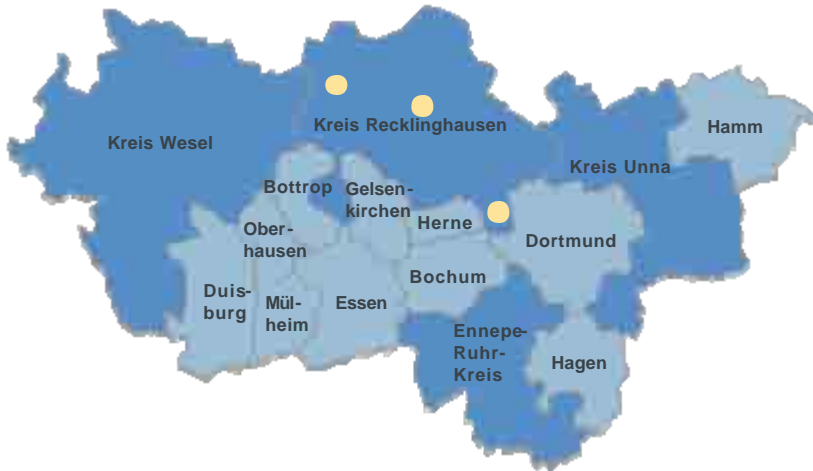 Kreis Wesel
Kreis Recklinghausen
Hamm
Kreis Unna
Bottrop
Gelsen-
kirchen
Herne
Ober-
hausen
Dortmund
Bochum
Duis-
burg
Mül-
heim
Essen
Ennepe-
Ruhr-
Kreis
Hagen